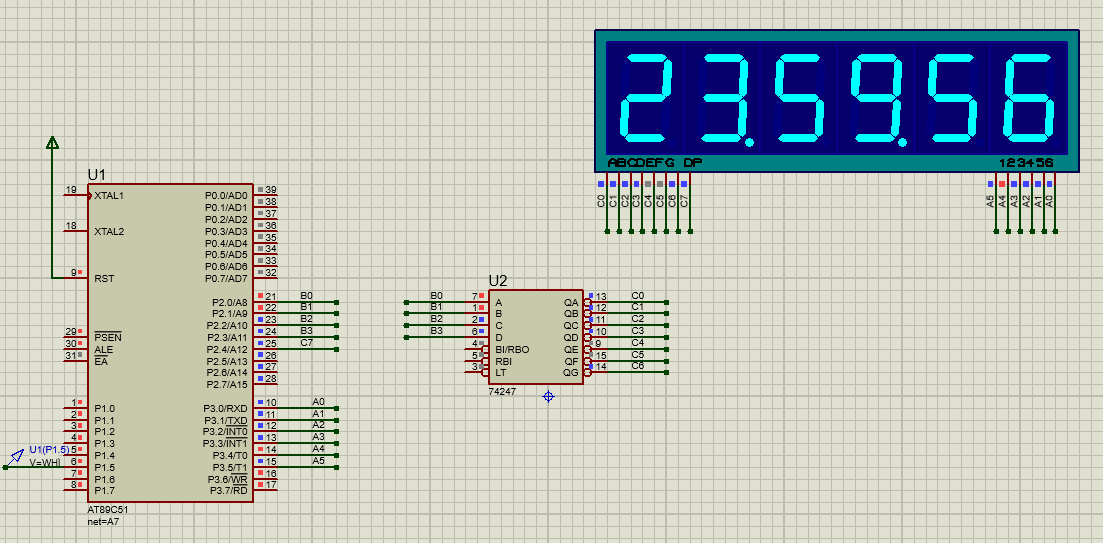 23.59.56
ABCDEFG DP
123456
C0 C1 C2 C3 C4 C5 C6 C7
A5 A4 A3 A2 A1 A0
U1
19 XTAL1
18 XTAL2
9 RST
29 PSEN
30 ALE
31 EA
1 P1.0
2 P1.1
3 P1.2
4 P1.3
5 P1.4
6 P1.5
7 P1.6
8 P1.7
U1(P1.5)
V=WHI
P0.0/AD0 39
P0.1/AD1 38
P0.2/AD2 37
P0.3/AD3 36
P0.4/AD4 35
P0.5/AD5 34
P0.6/AD6 33
P0.7/AD7 32
P2.0/A8 21 B0
P2.1/A9 22 B1
P2.2/A10 23 B2
P2.3/A11 24 B3
P2.4/A12 25 C7
P2.5/A13 26
P2.6/A14 27
P2.7/A15 28
P3.0/RXD 10 A0
P3.1/TXD 11 A1
P3.2/INT0 12 A2
P3.3/INT1 13 A3
P3.4/T0 14 A4
P3.5/T1 15 A5
P3.6/WR 16
P3.7/RD 17
AT89C51
net=A7
U2
B0 7 A QA 13 C0
B1 1 B QB 12 C1
B2 2 C QC 11 C2
B3 6 D QD 10 C3
4 BI/RBO QE 9 C4
5 RBI QF 15 C5
3 LT QG 14 C6
74247